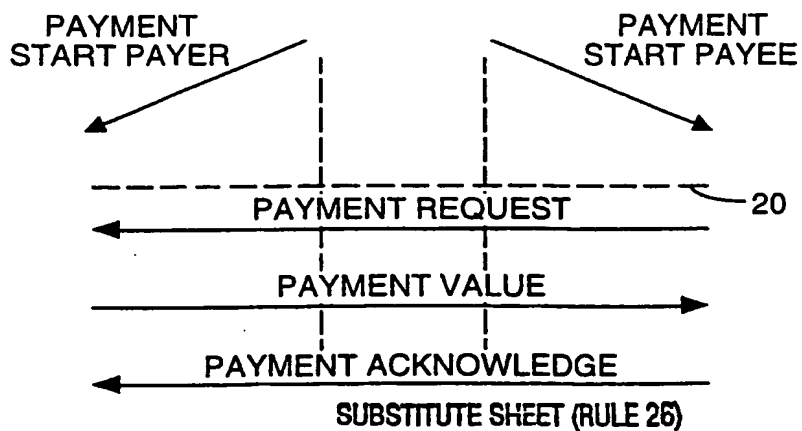 PAYMENT
START PAYER
PAYMENT
START PAYEE
20
PAYMENT REQUEST
PAYMENT VALUE
PAYMENT ACKNOWLEDGE
SUBSTITUTE SHEET (RULE 26)